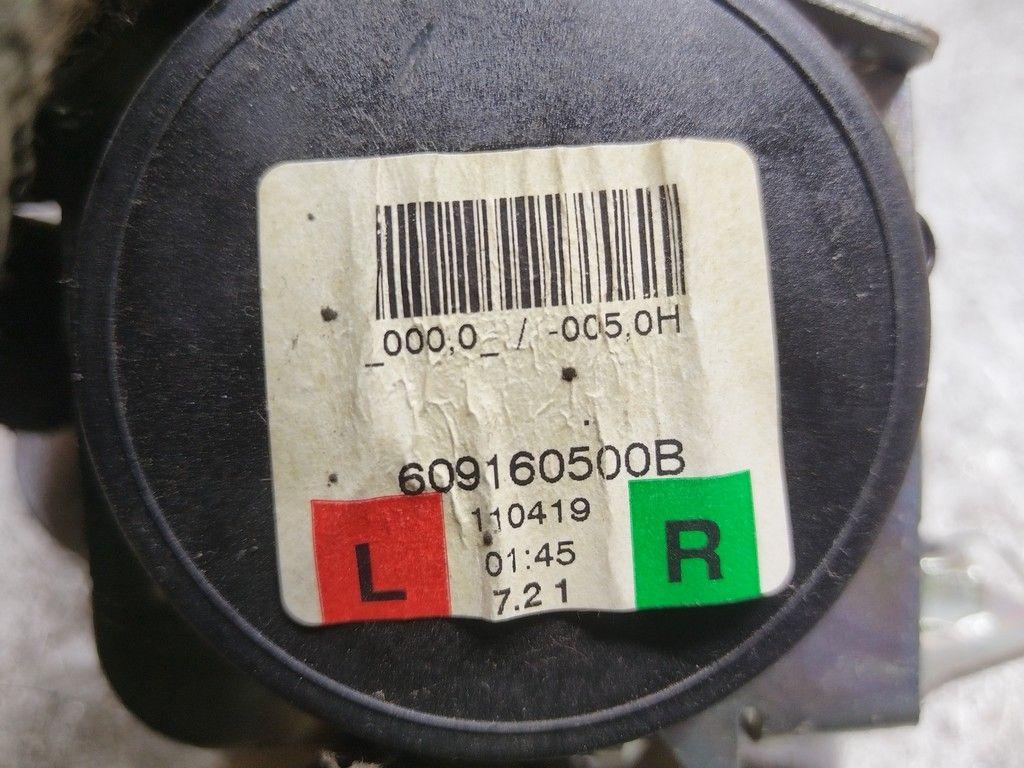 _000,0_ / -005,0H
609160500B
110419
L
R
01:45
7.2 1